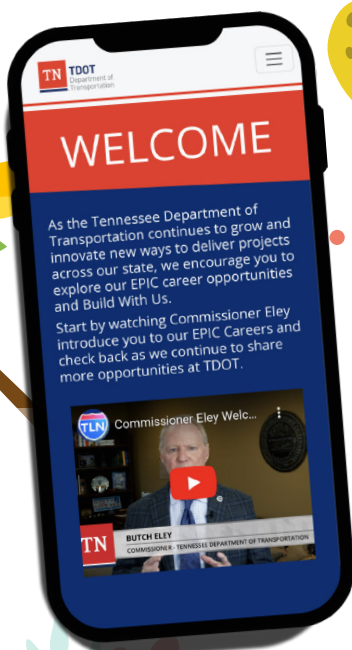 TN TDOT
Department of
Transportation
WELCOME
As the Tennessee Department of
Transportation continues to grow and
innovate new ways to deliver projects
across our state, we encourage you to
explore our EPIC career opportunities
and Build With Us.
Start by watching Commissioner Eley
introduce you to our EPIC Careers and
check back as we continue to share
more opportunities at TDOT.
TLN Commissioner Eley Welc...
TN BUTCH ELEY
COMMISSIONER - TENNESSEE DEPARTMENT OF TRANSPORTATION